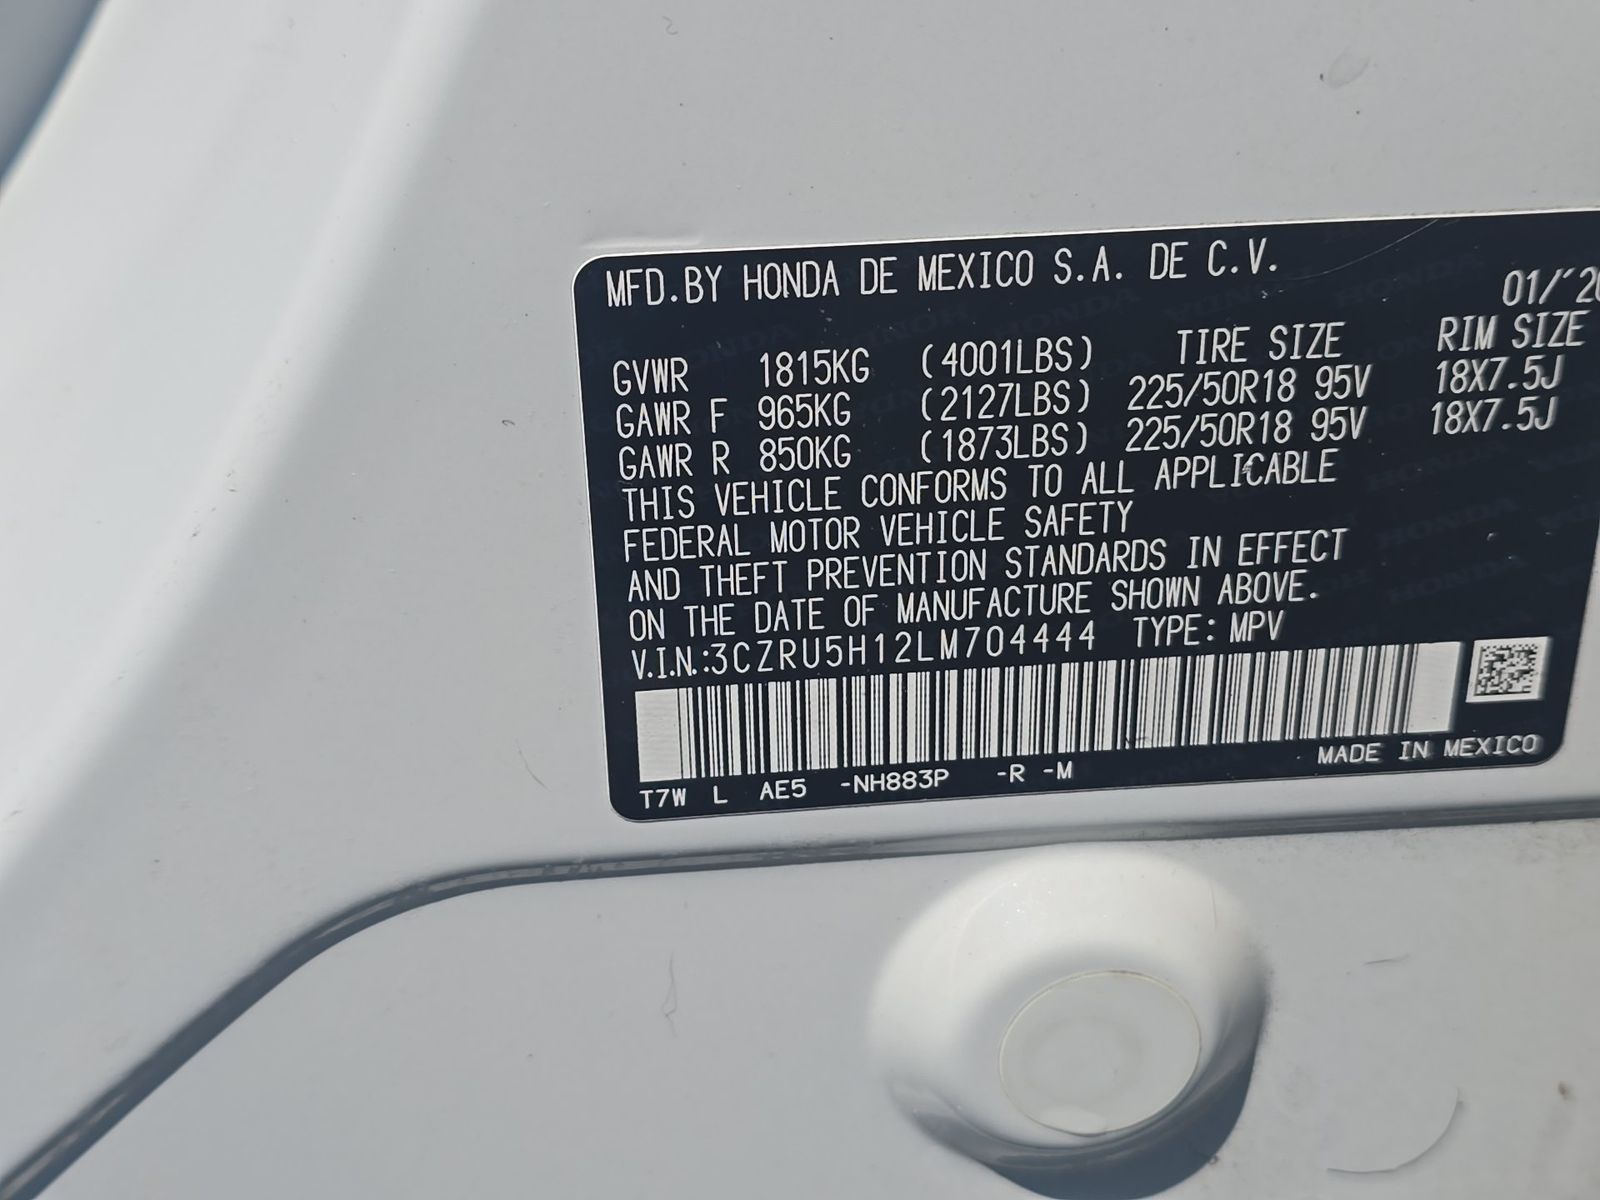 MFD.BY HONDA DE MEXICO S.A. DE C.V.
01/'20
GVWR 1815KG (4001LBS) TIRE SIZE RIM SIZE
GAWR F 965KG (2127LBS) 225/50R18 95V 18X7.5J
GAWR R 850KG (1873LBS) 225/50R18 95V 18X7.5J
THIS VEHICLE CONFORMS TO ALL APPLICABLE
FEDERAL MOTOR VEHICLE SAFETY
AND THEFT PREVENTION STANDARDS IN EFFECT
ON THE DATE OF MANUFACTURE SHOWN ABOVE.
V.I.N.:3CZRU5H12LM704444 TYPE: MPV
MADE IN MEXICO
T7W L AE5 -NH883P -R -M